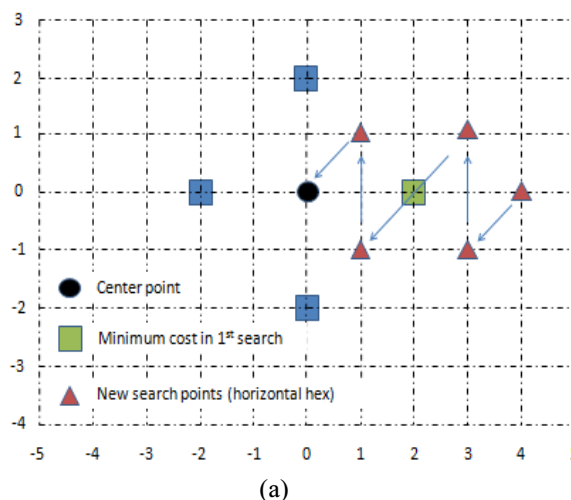 3
2
1
0
-1
-2
-3
-4
Center point
Minimum cost in 1st search
New search points (horizontal hex)
-5 -4 -3 -2 -1 0 1 2 3 4
(a)